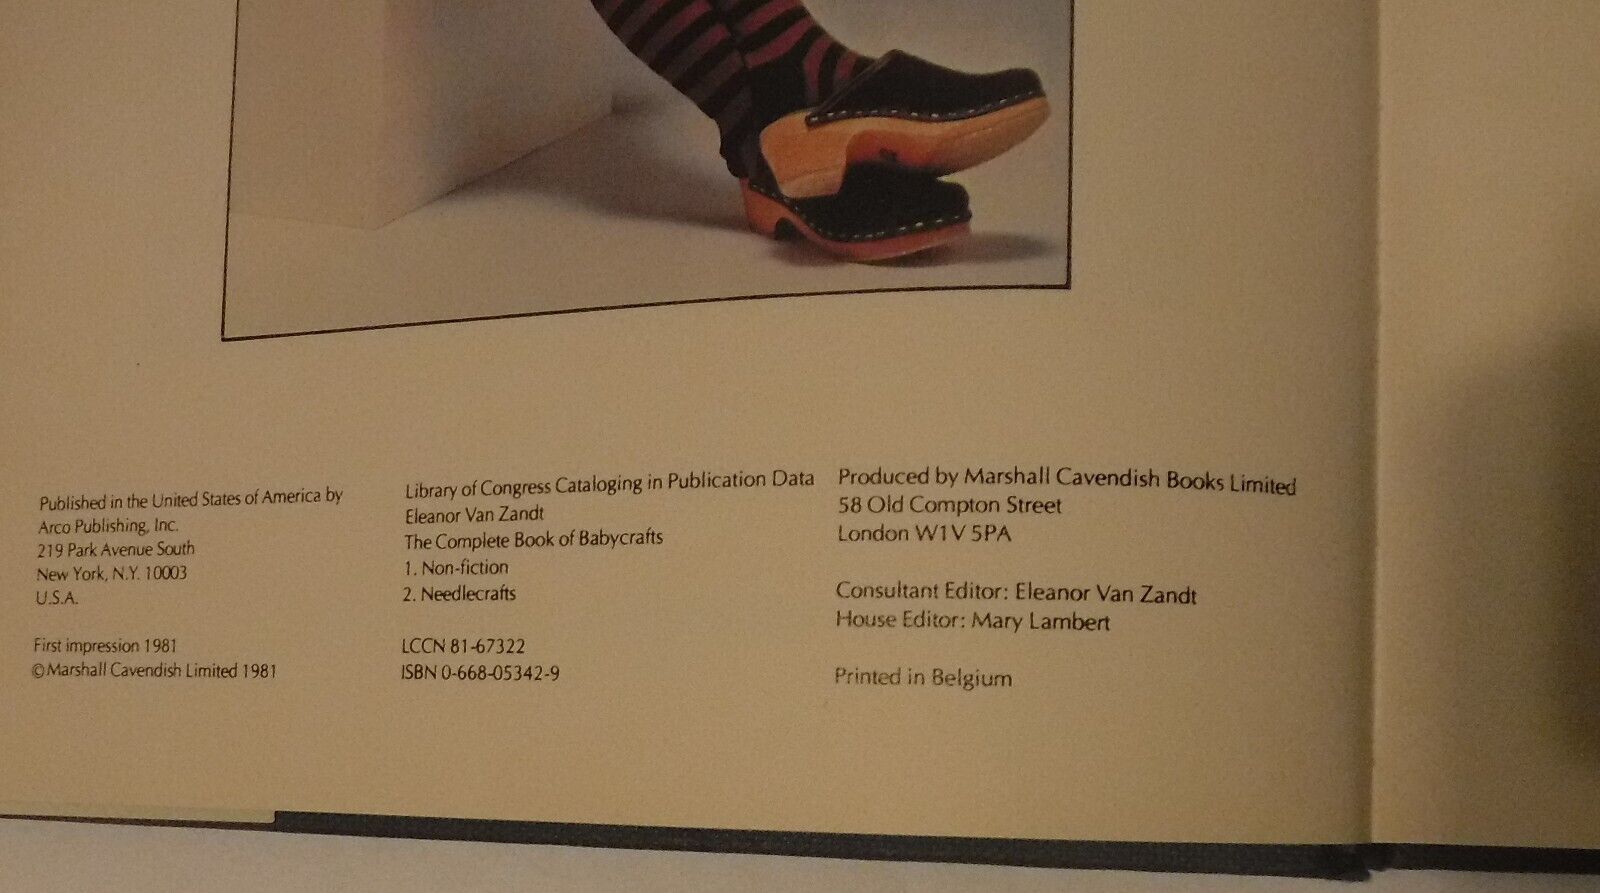 Published in the United States of America by
Arco Publishing, Inc.
219 Park Avenue South
New York, N.Y. 10003
U.S.A.
First impression 1981
© Marshall Cavendish Limited 1981
Library of Congress Cataloging in Publication Data
Eleanor Van Zandt
The Complete Book of Babycrafts
1. Non-fiction
2. Needlecrafts
LCCN 81-67322
ISBN 0-668-05342-9
Produced by Marshall Cavendish Books Limited
58 Old Compton Street
London W1V 5PA
Consultant Editor: Eleanor Van Zandt
House Editor: Mary Lambert
Printed in Belgium